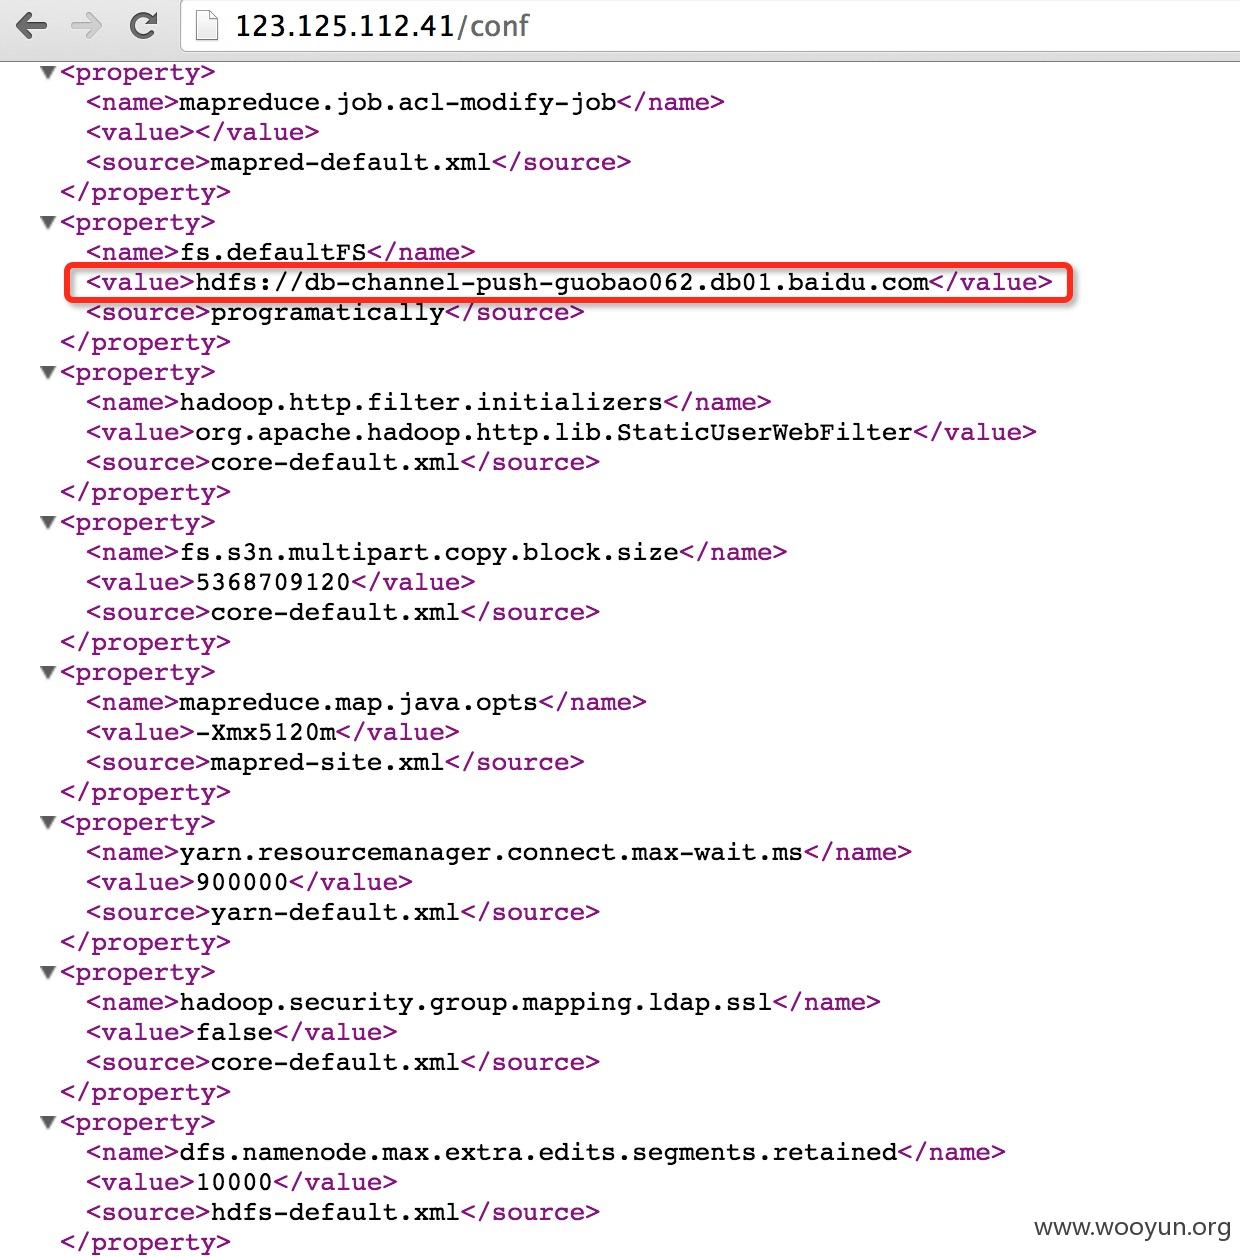 123.125.112.41/conf
▼<property>
<name>mapreduce.job.acl-modify-job</name>
<value></value>
<source>mapred-default.xml</source>
</property>
▼<property>
<name>fs.defaultFS</name>
<value>hdfs://db-channel-push-guobao062.db01.baidu.com</value>
<source>programatically</source>
</property>
▼<property>
<name>hadoop.http.filter.initializers</name>
<value>org.apache.hadoop.http.lib.StaticUserWebFilter</value>
<source>core-default.xml</source>
</property>
▼<property>
<name>fs.s3n.multipart.copy.block.size</name>
<value>5368709120</value>
<source>core-default.xml</source>
</property>
▼<property>
<name>mapreduce.map.java.opts</name>
<value>-Xmx5120m</value>
<source>mapred-site.xml</source>
</property>
▼<property>
<name>yarn.resourcemanager.connect.max-wait.ms</name>
<value>900000</value>
<source>yarn-default.xml</source>
</property>
▼<property>
<name>hadoop.security.group.mapping.ldap.ssl</name>
<value>false</value>
<source>core-default.xml</source>
</property>
▼<property>
<name>dfs.namenode.max.extra.edits.segments.retained</name>
<value>10000</value>
<source>hdfs-default.xml</source>
</property>
www.wooyun.org